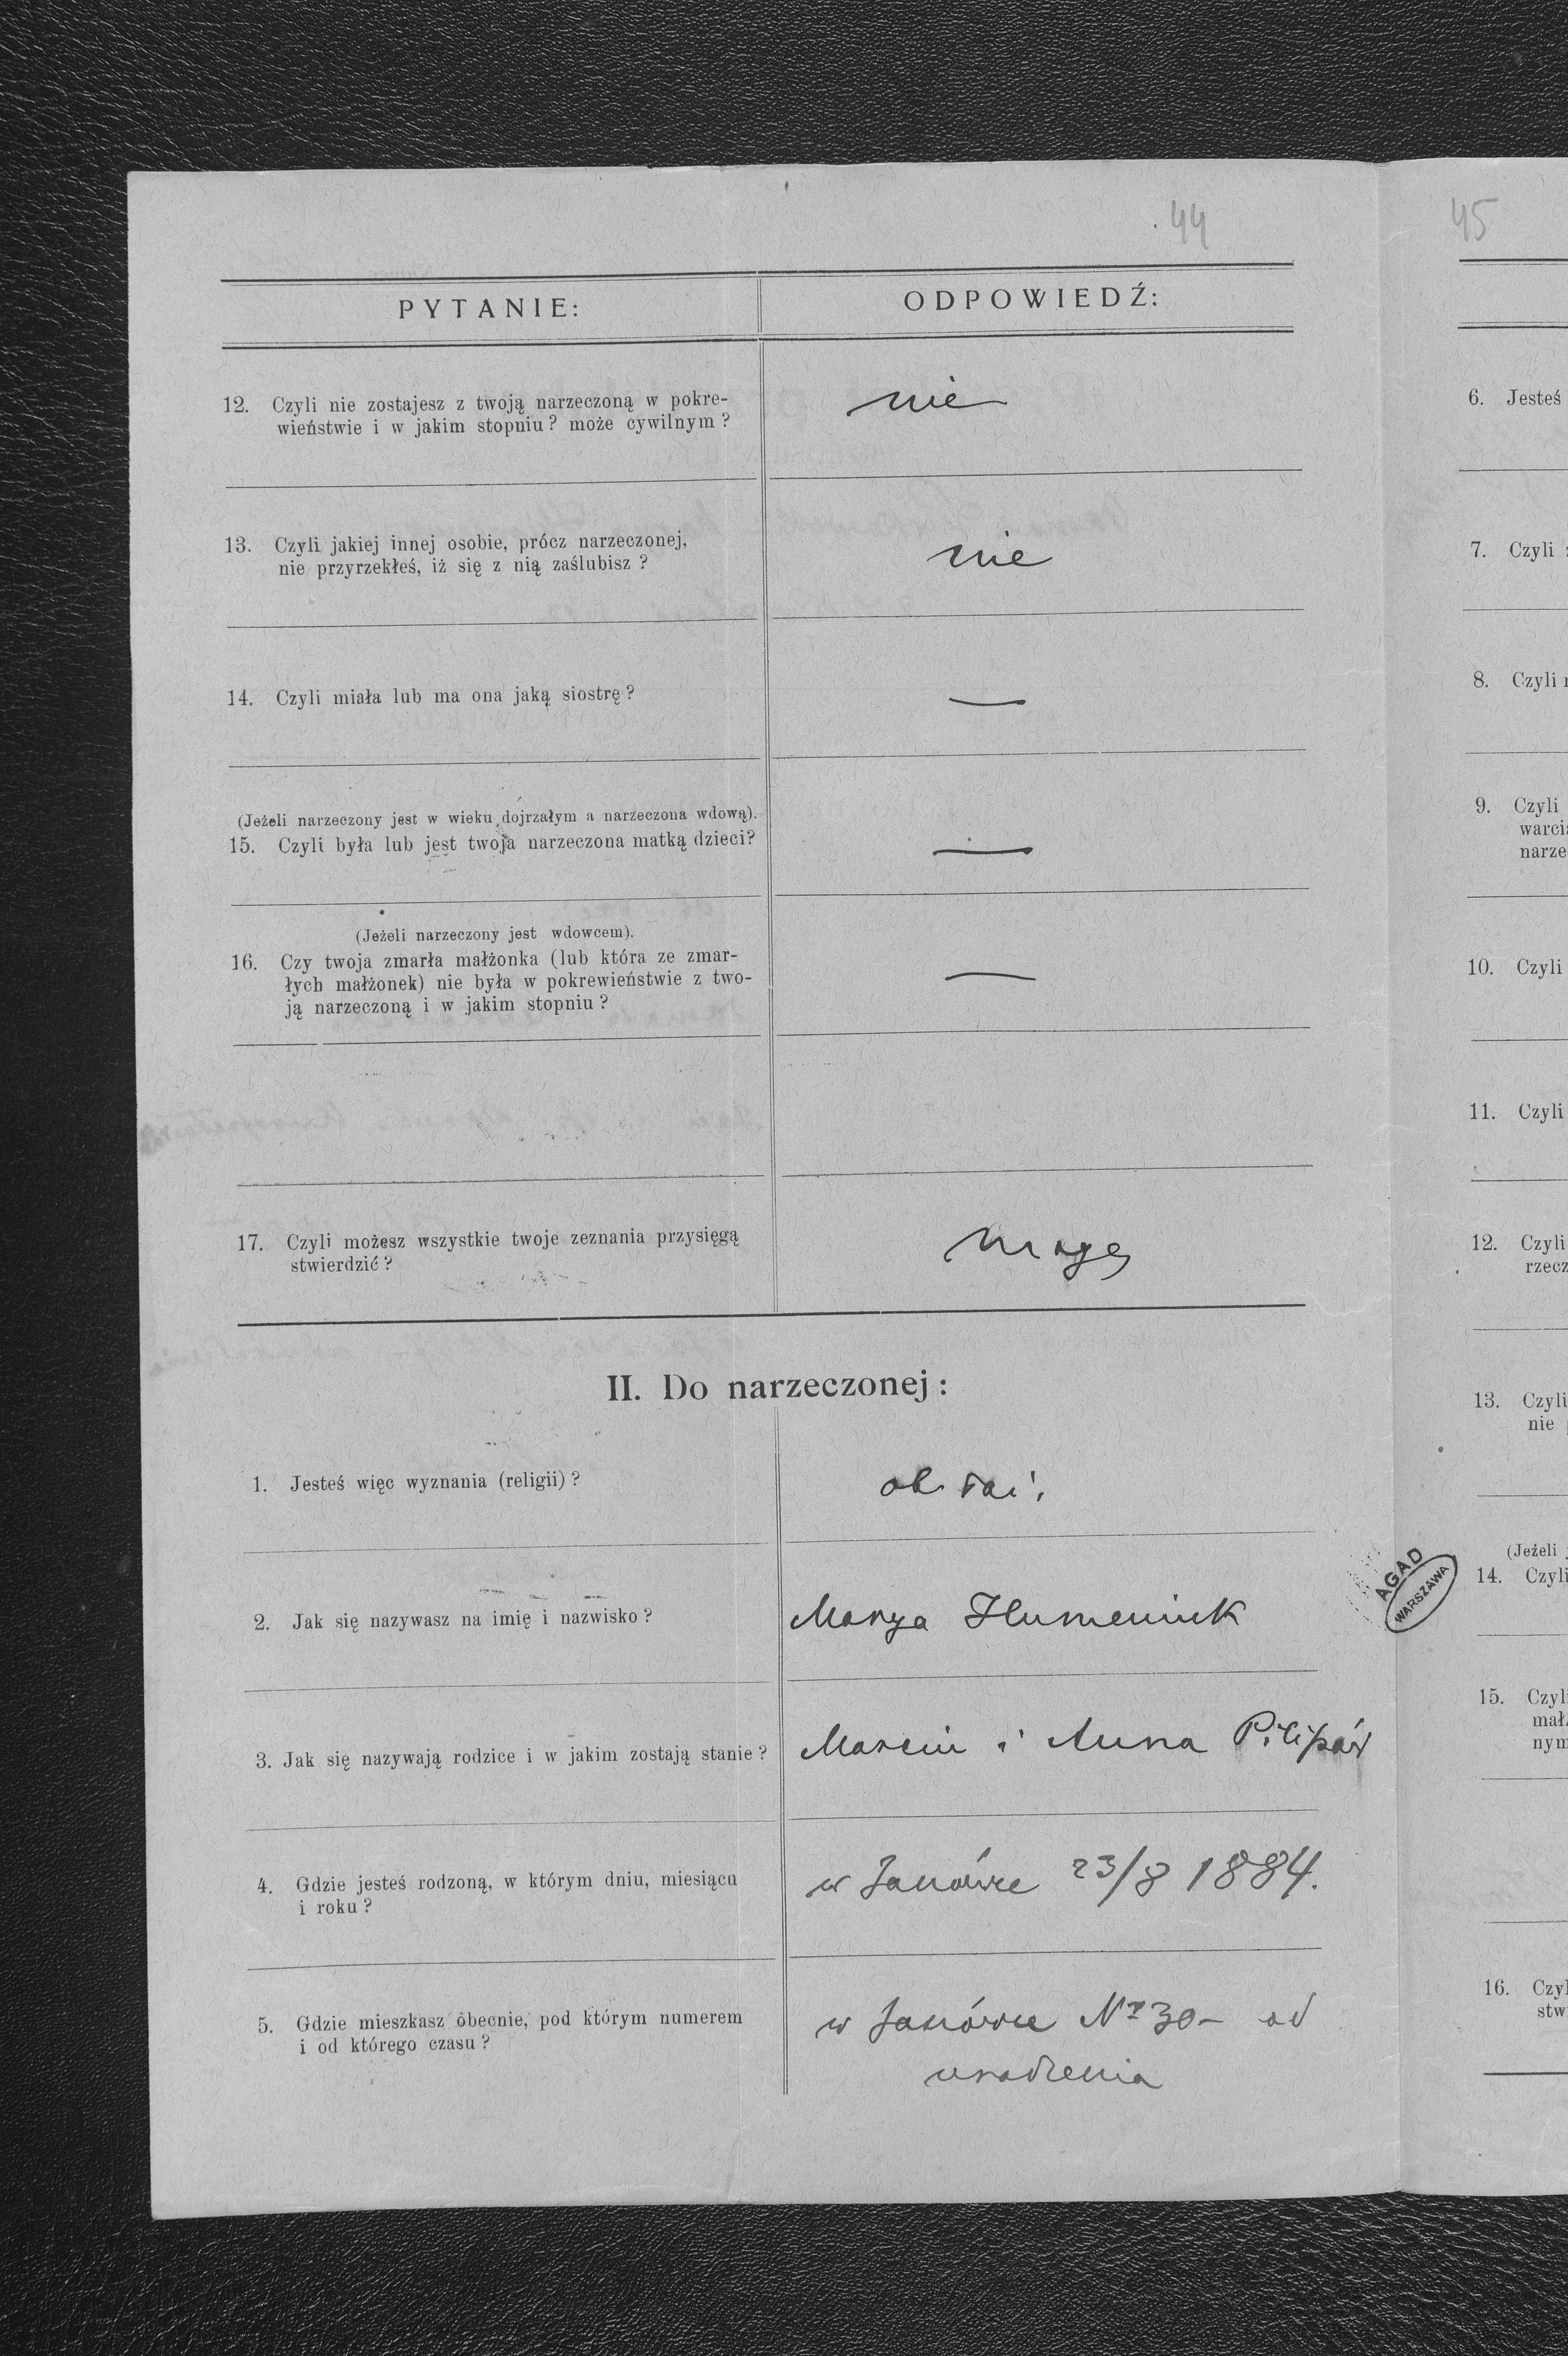 44
45
PYTANIE:
ODPOWIEDŹ:
12. Czyli nie zostajesz z twoją narzeczoną w pokre-
wieństwie i w jakim stopniu? może cywilnym?
nie
13. Czyli jakiej innej osobie, prócz narzeczonej,
nie przyrzekłeś, iż się z nią zaślubisz?
nie
14. Czyli miała lub ma ona jaką siostrę?
—
(Jeżeli narzeczony jest w wieku dojrzałym a narzeczona wdową).
15. Czyli była lub jest twoja narzeczona matką dzieci?
—
(Jeżeli narzeczony jest wdowcem).
16. Czy twoja zmarła małżonka (lub która ze zmar-
łych małżonek) nie była w pokrewieństwie z two-
ją narzeczoną i w jakim stopniu?
—
17. Czyli możesz wszystkie twoje zeznania przysięgą
stwierdzić?
mogę
II. Do narzeczonej:
1. Jesteś więc wyznania (religii)?
ob. łać.
2. Jak się nazywasz na imię i nazwisko?
Marya Humeniuk
3. Jak się nazywają rodzice i w jakim zostają stanie?
Marcin i Anna Pilipów
4. Gdzie jesteś rodzoną, w którym dniu, miesiącu
i roku?
w Janówce 23/8 1884.
5. Gdzie mieszkasz obecnie, pod którym numerem
i od którego czasu?
w Janówce No 30 – od
urodzenia
AGAD
WARSZAWA
6. Jesteś
7. Czyli
8. Czyli
9. Czyli
warci
narze
10. Czyli
11. Czyli
12. Czyli
rzecz
13. Czyli
nie
(Jeżeli
14. Czyli
15. Czyl
mał
nym
16. Czyl
stw